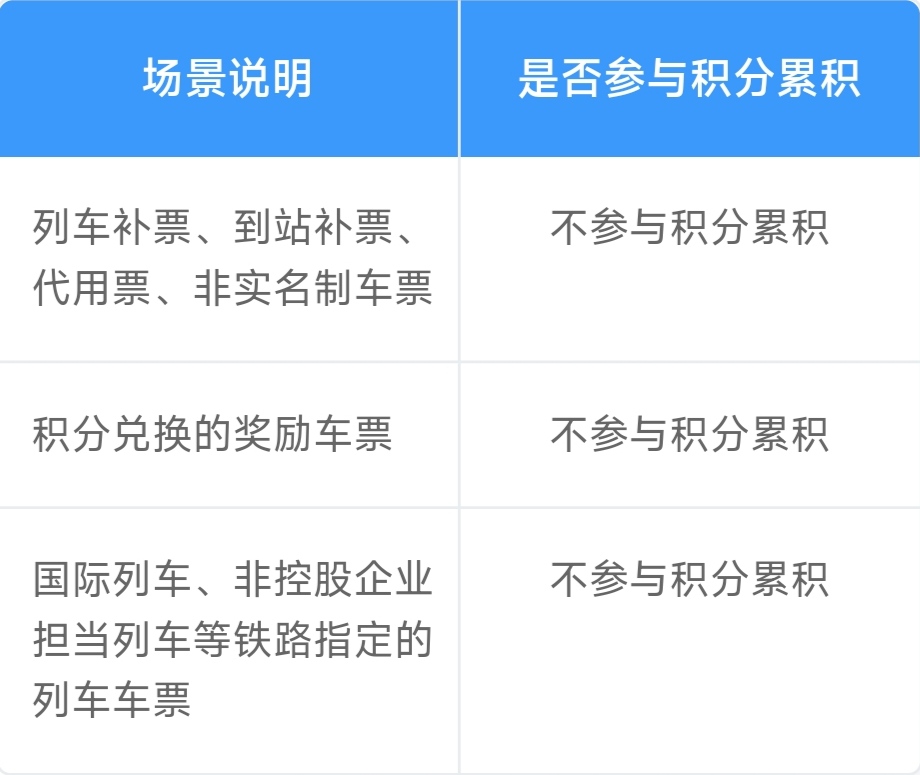 场景说明
是否参与积分累积
列车补票、到站补票、
代用票、非实名制车票
不参与积分累积
积分兑换的奖励车票
不参与积分累积
国际列车、非控股企业
担当列车等铁路指定的
列车车票
不参与积分累积